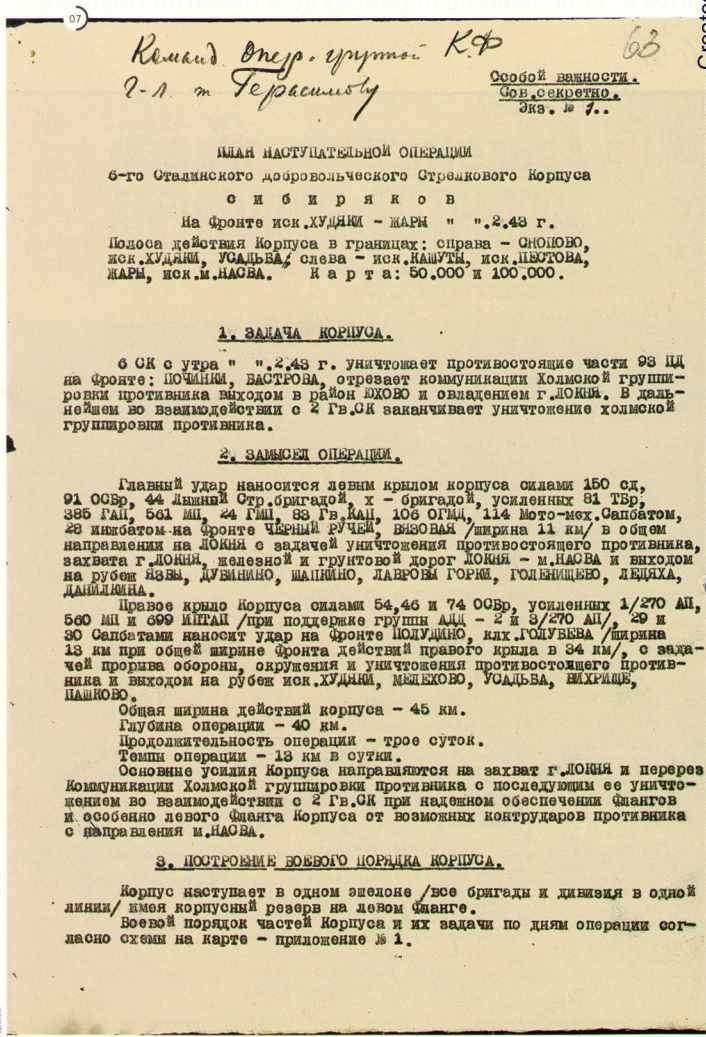 07
Команд Опер. группой К.Ф
Г-Л т Герасимову
63
Особой важности.
Сов.секретно.
Экз. № 1..
ПЛАН НАСТУПАТЕЛЬНОЙ ОПЕРАЦИИ
6-го Сталинского добровольческого Стрелкового Корпуса
с и б и р я к о в
На Фронте иск.ХУДЯКИ - ЖАРЫ " ".2.43 г.
Полоса действия Корпуса в границах: справа - СНОПОВО,
иск.ХУДЯКИ, УСАДЬБА; слева - иск.КАШУТЫ, иск.ПЕСТОВА,
ЖАРЫ, иск.м.НАСВА. К а р т а: 50.000 и 100.000.
1. ЗАДАЧА КОРПУСА.
6 СК с утра " ".2.43 г. уничтожает противостоящие части 93 ПД
на Фронте: ПОЧИНКИ, БАСТРОВА, отрезает коммуникации Холмской группи-
ровки противника выходом в район ЮХОВО и овладением г.ЛОКНЯ. В даль-
нейшем во взаимодействии с 2 Гв.СК заканчивает уничтожение холмской
группировки противника.
2. ЗАМЫСЕЛ ОПЕРАЦИИ.
Главный удар наносится левым крылом корпуса силами 150 сд,
91 ОСБр, 44 Лыжной Стр.бригадой, х - бригадой, усиленных 81 ТБр,
385 ГАП, 561 МП, 24 ГМП, 83 Гв.КАП, 106 ОГМД, 114 Мото-мех.Сапбатом,
28 инжбатом на Фронте ЧЕРНЫЙ РУЧЕЙ, ВЯЗОВАЯ /ширина 11 км/ в общем
направлении на ЛОКНЯ с задачей уничтожения противостоящего противника,
захвата г.ЛОКНЯ, железной и грунтовой дорог ЛОКНЯ - м.НАСВА и выходом
на рубеж ЯЗВЫ, ДУБИНИНО, ШАПКИНО, ЛАВРОВЫ ГОРКИ, ГОЛЕНИЩЕВО, ЛЕДЯХА,
ДАНИЛКИНА.
Правое крыло Корпуса силами 54,46 и 74 ОСБр, усиленных 1/270 АП,
560 МП и 699 ИПТАП /при поддержке группы АДД - 2 и 3/270 АП/, 29 и
30 Сапбатами наносит удар на Фронте ПОЛУДИНО, клх.ГОЛУБЕВА /ширина
13 км при общей ширине Фронта действий правого крыла в 34 км/, с зада-
чей прорыва обороны, окружения и уничтожения противостоящего против-
ника и выходом на рубеж иск.ХУДЯКИ, МЕЛЕХОВО, УСАДЬБА, ВИХРИЩЕ,
ПАШКОВО.
Общая ширина действий корпуса - 45 км.
Глубина операции - 40 км.
Продолжительность операции - трое суток.
Темпы операции - 13 км в сутки.
Основные усилия Корпуса направляются на захват г.ЛОКНЯ и перерез
Коммуникации Холмской группировки противника с последующим ее уничто-
жением во взаимодействии с 2 Гв.СК при надежном обеспечении Флангов
и особенно левого Фланга Корпуса от возможных контрударов противника
с направления м.НАСВА.
3. ПОСТРОЕНИЕ БОЕВОГО ПОРЯДКА КОРПУСА.
Корпус наступает в одном эшелоне /все бригады и дивизия в одной
линии/ имея корпусный резерв на левом Фланге.
Боевой порядок частей Корпуса и их задачи по дням операции сог-
ласно схемы на карте - приложение № 1.